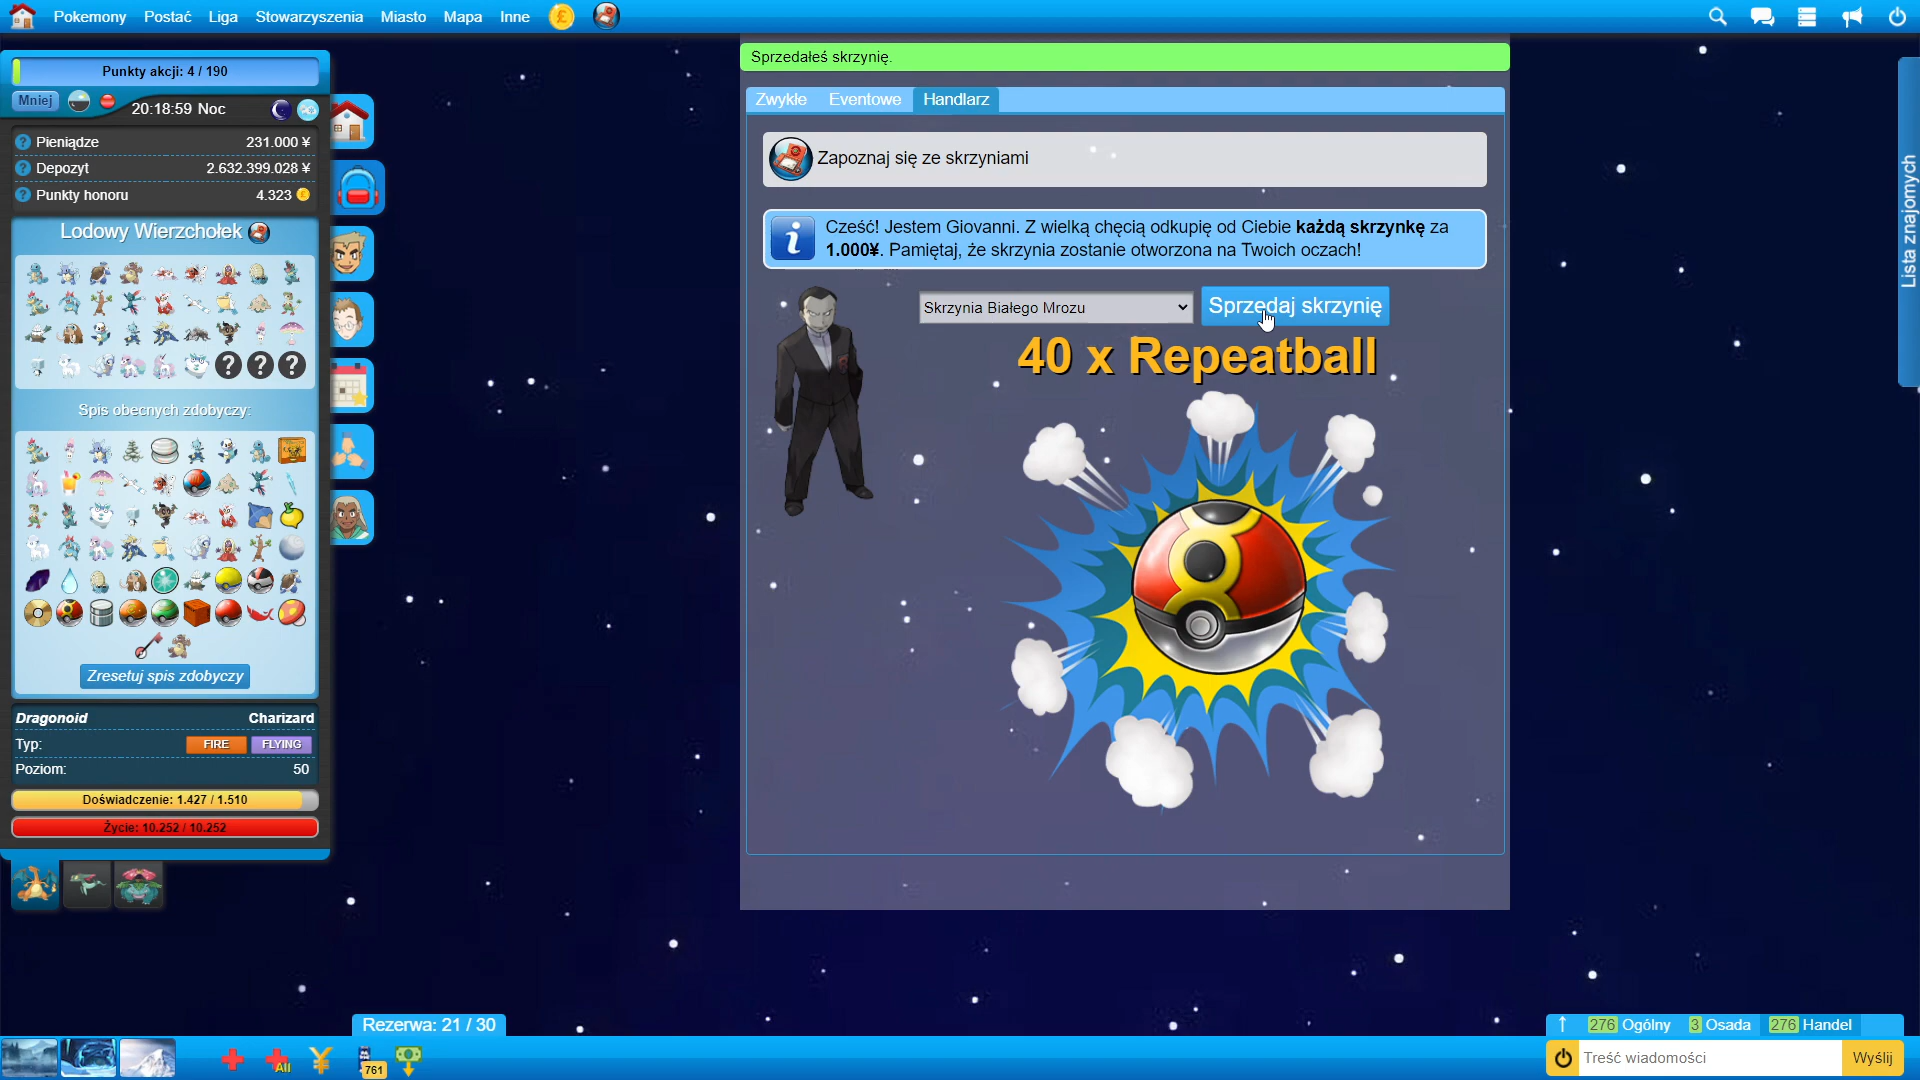 Pokemony Postać Liga Stowarzyszenia Miasto Mapa Inne
Punkty akcji: 4 / 190
Mniej
20:18:59 Noc
Pieniądze 231.000 ¥
Depozyt 2.632.399.028 ¥
Punkty honoru 4.323
Lodowy Wierzchołek
Spis obecnych zdobyczy:
Zresetuj spis zdobyczy
Dragonoid Charizard
Typ: FIRE FLYING
Poziom: 50
Doświadczenie: 1.427 / 1.510
Życie: 10.252 / 10.252
Sprzedałeś skrzynię.
Zwykłe Eventowe Handlarz
Zapoznaj się ze skrzyniami
Cześć! Jestem Giovanni. Z wielką chęcią odkupię od Ciebie każdą skrzynkę za
1.000¥. Pamiętaj, że skrzynia zostanie otworzona na Twoich oczach!
Skrzynia Białego Mrozu
Sprzedaj skrzynię
40 x Repeatball
Lista znajomych
Rezerwa: 21 / 30
All
761
276 Ogólny 3 Osada 276 Handel
Treść wiadomości
Wyślij